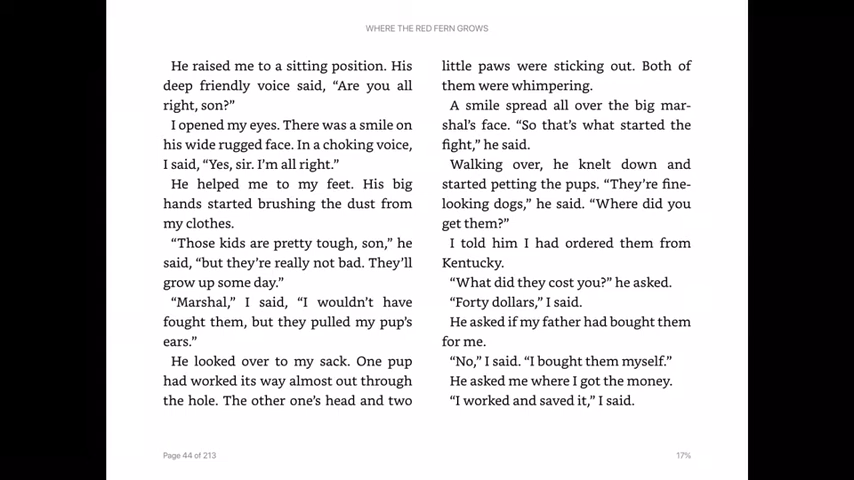 WHERE THE RED FERN GROWS
He raised me to a sitting position. His
deep friendly voice said, “Are you all
right, son?”
I opened my eyes. There was a smile on
his wide rugged face. In a choking voice,
I said, “Yes, sir. I’m all right.”
He helped me to my feet. His big
hands started brushing the dust from
my clothes.
“Those kids are pretty tough, son,” he
said, “but they’re really not bad. They’ll
grow up some day.”
“Marshal,” I said, “I wouldn’t have
fought them, but they pulled my pup’s
ears.”
He looked over to my sack. One pup
had worked its way almost out through
the hole. The other one’s head and two
little paws were sticking out. Both of
them were whimpering.
A smile spread all over the big mar-
shal’s face. “So that’s what started the
fight,” he said.
Walking over, he knelt down and
started petting the pups. “They’re fine-
looking dogs,” he said. “Where did you
get them?”
I told him I had ordered them from
Kentucky.
“What did they cost you?” he asked.
“Forty dollars,” I said.
He asked if my father had bought them
for me.
“No,” I said. “I bought them myself.”
He asked me where I got the money.
“I worked and saved it,” I said.
Page 44 of 213
17%